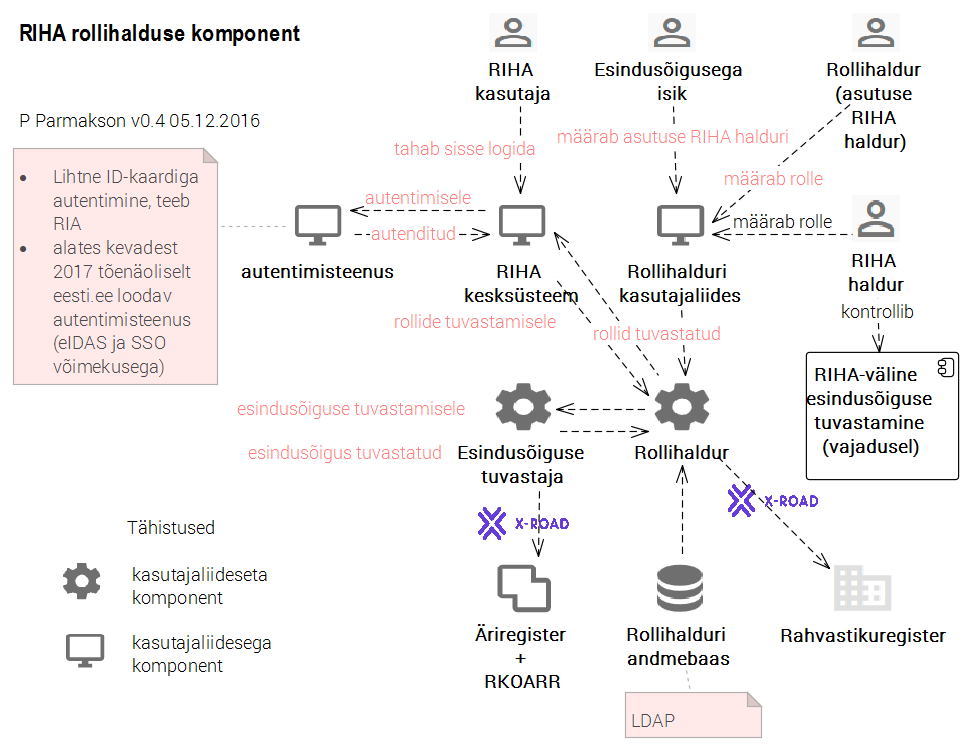 RIHA rollihalduse komponent
P Parmakson v0.4 05.12.2016
Lihtne ID-kaardiga
autentimine, teeb
RIA
alates kevadest
2017 tõenäoliselt
eesti.ee loodav
autentimisteenus
(eIDAS ja SSO
võimekusega)
RIHA
kasutaja
Esindusõigusega
isik
Rollihaldur
(asutuse
RIHA
haldur)
tahab sisse logida
määrab asutuse RIHA halduri
määrab rolle
autentimisele
autenditud
määrab rolle
autentimisteenus
RIHA
kesksüsteem
Rollihalduri
kasutajaliides
RIHA
haldur
kontrollib
rollide tuvastamisele
rollid tuvastatud
RIHA-väline
esindusõiguse
tuvastamine
(vajadusel)
esindusõiguse tuvastamisele
esindusõigus tuvastatud
Esindusõiguse
tuvastaja
Rollihaldur
X-ROAD
X-ROAD
Tähistused
kasutajaliideseta
komponent
kasutajaliidesega
komponent
Äriregister
+
RKOARR
Rollihalduri
andmebaas
Rahvastikuregister
LDAP